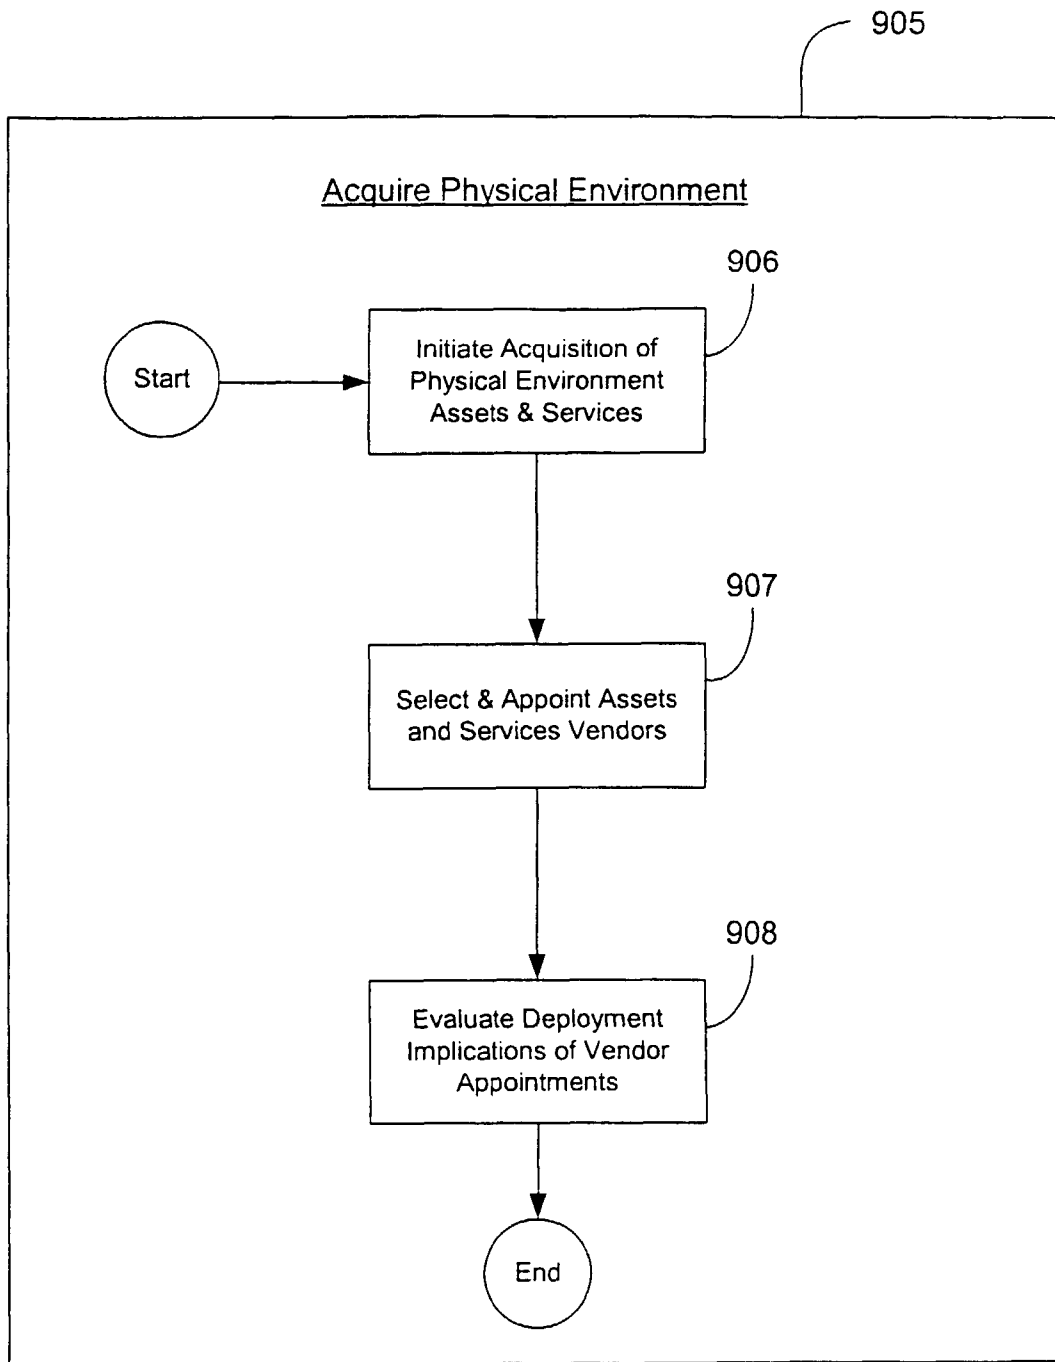 905
Acquire Physical Environment
906
Initiate Acquisition of
Physical Environment
Assets & Services
Start
907
Select & Appoint Assets
and Services Vendors
908
Evaluate Deployment
Implications of Vendor
Appointments
End